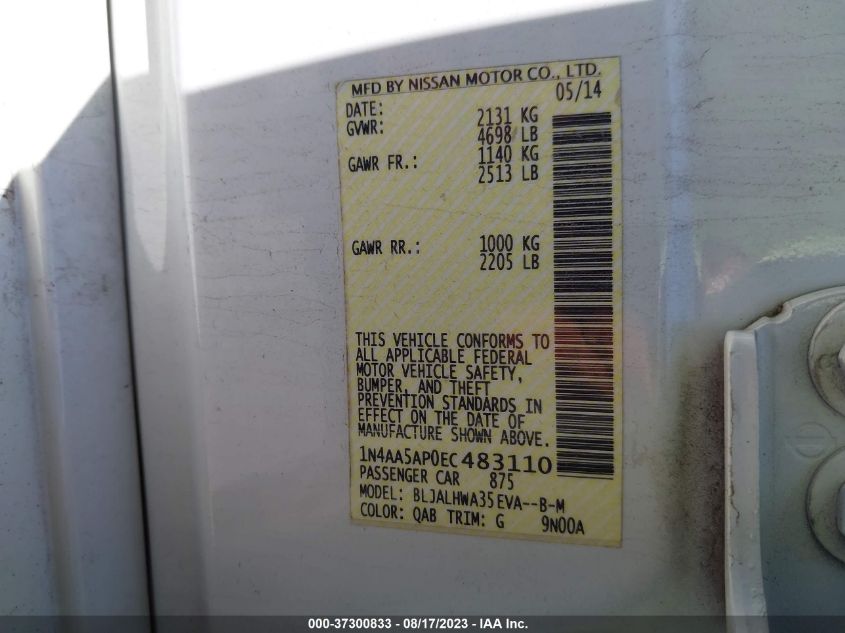 MFD BY NISSAN MOTOR CO., LTD.
DATE: 05/14
GVWR: 2131 KG
4698 LB
GAWR FR.: 1140 KG
2513 LB
GAWR RR.: 1000 KG
2205 LB
THIS VEHICLE CONFORMS TO
ALL APPLICABLE FEDERAL
MOTOR VEHICLE SAFETY,
BUMPER, AND THEFT
PREVENTION STANDARDS IN
EFFECT ON THE DATE OF
MANUFACTURE SHOWN ABOVE.
1N4AA5AP0EC483110
PASSENGER CAR 875
MODEL: BLJALHWA35EVA--B-M
COLOR: QAB TRIM: G 9N00A
000-37300833 - 08/17/2023 - IAA Inc.